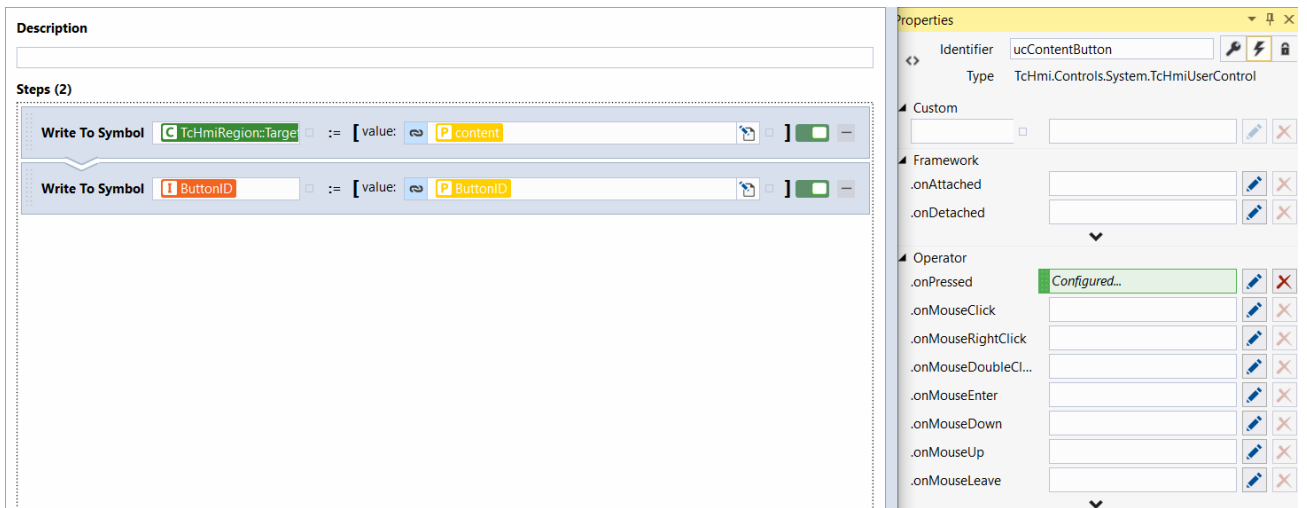 Description
Steps (2)
Write To Symbol C TcHmiRegion::Target := [ value: P content ]
Write To Symbol I ButtonID := [ value: P ButtonID ]
Properties
Identifier ucContentButton
Type TcHmi.Controls.System.TcHmiUserControl
Custom
Framework
.onAttached
.onDetached
Operator
.onPressed Configured...
.onMouseClick
.onMouseRightClick
.onMouseDoubleCl...
.onMouseEnter
.onMouseDown
.onMouseUp
.onMouseLeave